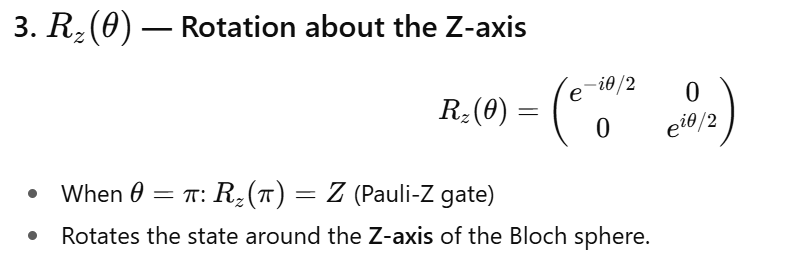 3. R_z(θ) — Rotation about the Z-axis
R_z(θ) = ( e^{-iθ/2} 0
0 e^{iθ/2} )
• When θ = π: R_z(π) = Z (Pauli-Z gate)
• Rotates the state around the Z-axis of the Bloch sphere.